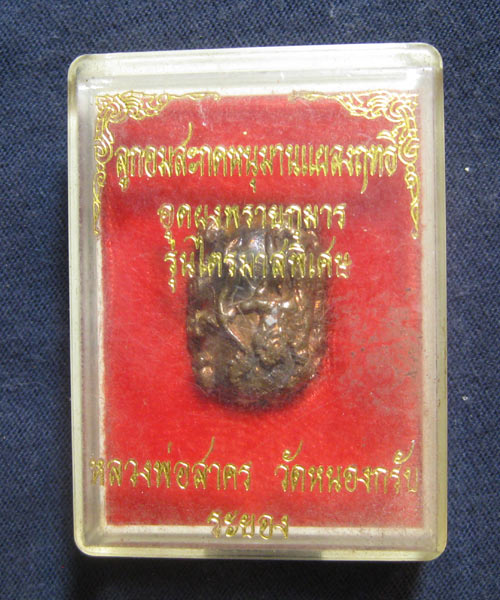 ลูกอมสะกดหนุมานแผลงฤทธิ์
อุดผงพรายกุมาร
รุ่นไตรมาสพิเศษ
หลวงพ่อสาคร วัดหนองกรับ
ระยอง